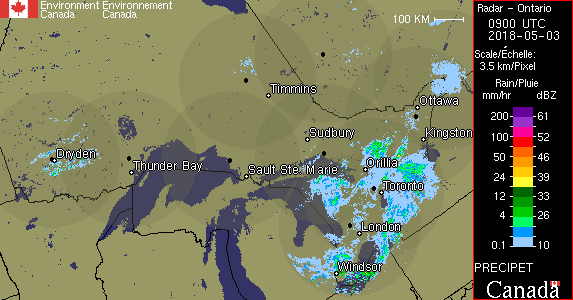 Environment Environnement
Canada Canada
100 KM
Timmins
Ottawa
Sudbury
Kingston
Dryden
Thunder Bay
Sault Ste. Marie
Orillia
Toronto
London
Windsor
Radar - Ontario
0900 UTC
2018-05-03
Scale/Échelle:
3.5 km/Pixel
Rain/Pluie
mm/hr dBZ
200 61
100 52
50 46
24 39
12 33
4 26
0.1 10
PRECIPET
Canada